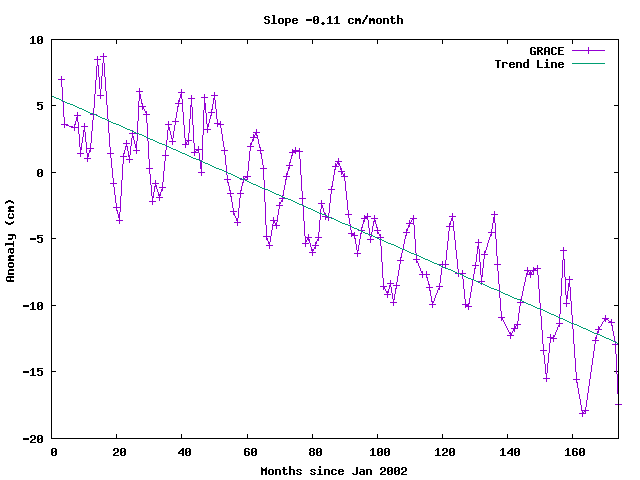 Slope -0.11 cm/month
10
GRACE
Trend Line
5
0
-5
-10
-15
-20
Anomaly (cm)
0 20 40 60 80 100 120 140 160
Months since Jan 2002